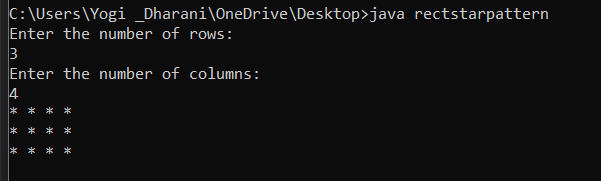 C:\Users\Yogi _Dharani\OneDrive\Desktop>java rectstarpattern
Enter the number of rows:
3
Enter the number of columns:
4
* * * *
* * * *
* * * *